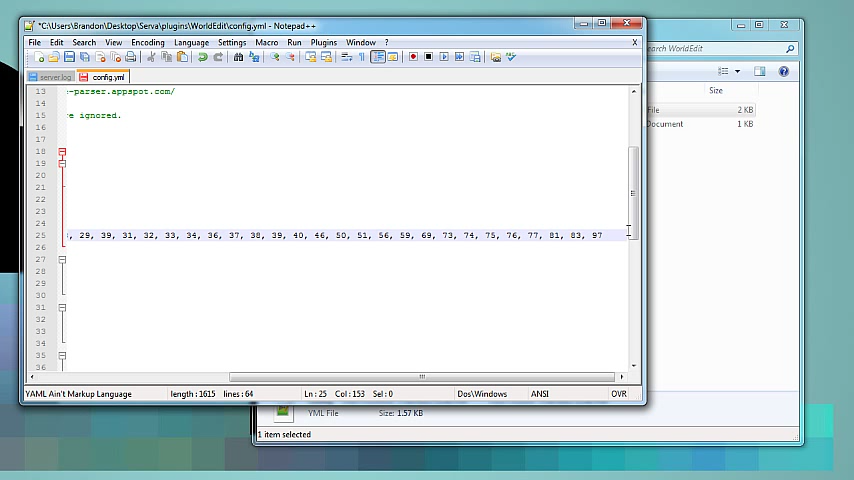 *C:\Users\Brandon\Desktop\Serva\plugins\WorldEdit\config.yml - Notepad++
File Edit Search View Encoding Language Settings Macro Run Plugins Window ? X
server.log config.yml
13 -parser.appspot.com/
14
15 e ignored.
16
17
18
19
20
21
22
23
24
25 , 29, 39, 31, 32, 33, 34, 36, 37, 38, 39, 40, 46, 50, 51, 56, 59, 69, 73, 74, 75, 76, 77, 81, 83, 97
26
27
28
29
30
31
32
33
34
35
36
YAML Ain't Markup Language length : 1615 lines : 64 Ln : 25 Col : 153 Sel : 0 Dos\Windows ANSI OVR
earch WorldEdit
Size
File 2 KB
Document 1 KB
YML File Size: 1.57 KB
1 item selected